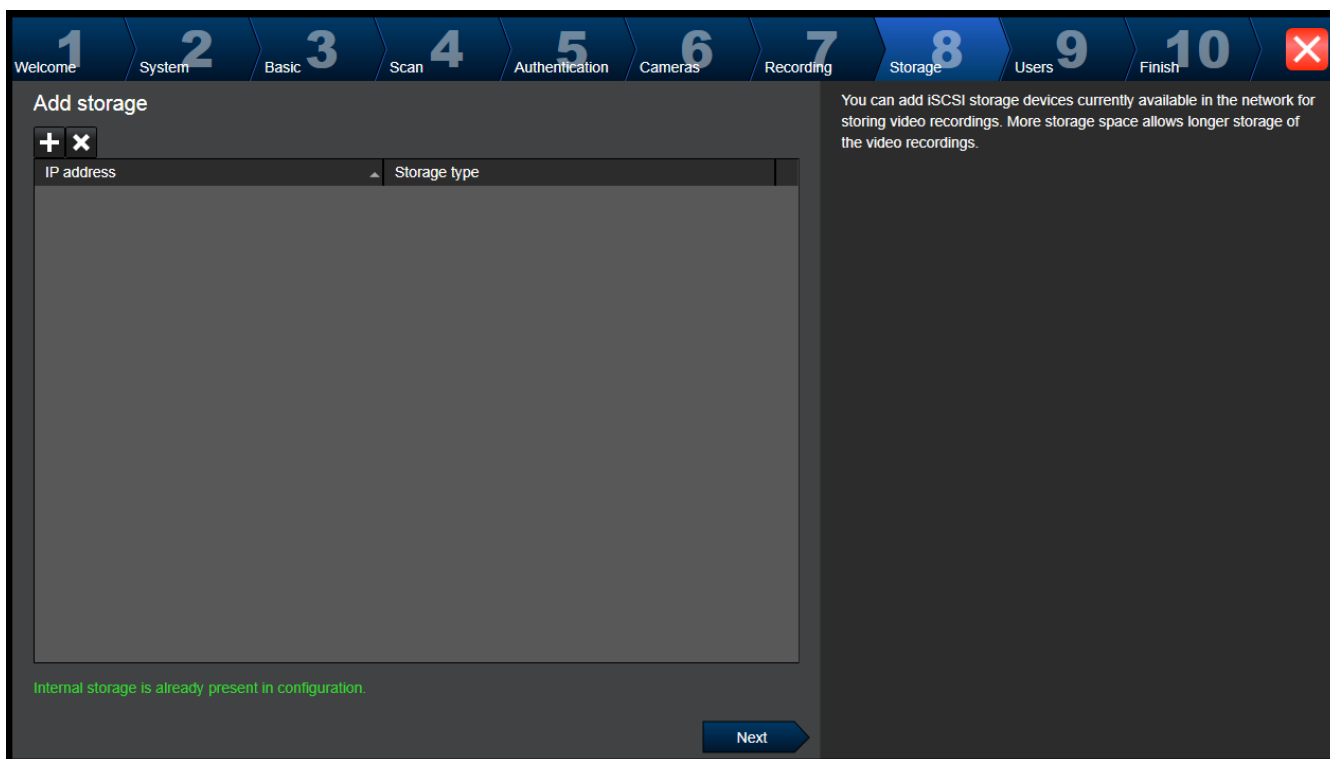 1 Welcome
2 System
3 Basic
4 Scan
5 Authentication
6 Cameras
7 Recording
8 Storage
9 Users
10 Finish
Add storage
IP address Storage type
Internal storage is already present in configuration.
Next
You can add iSCSI storage devices currently available in the network for
storing video recordings. More storage space allows longer storage of
the video recordings.